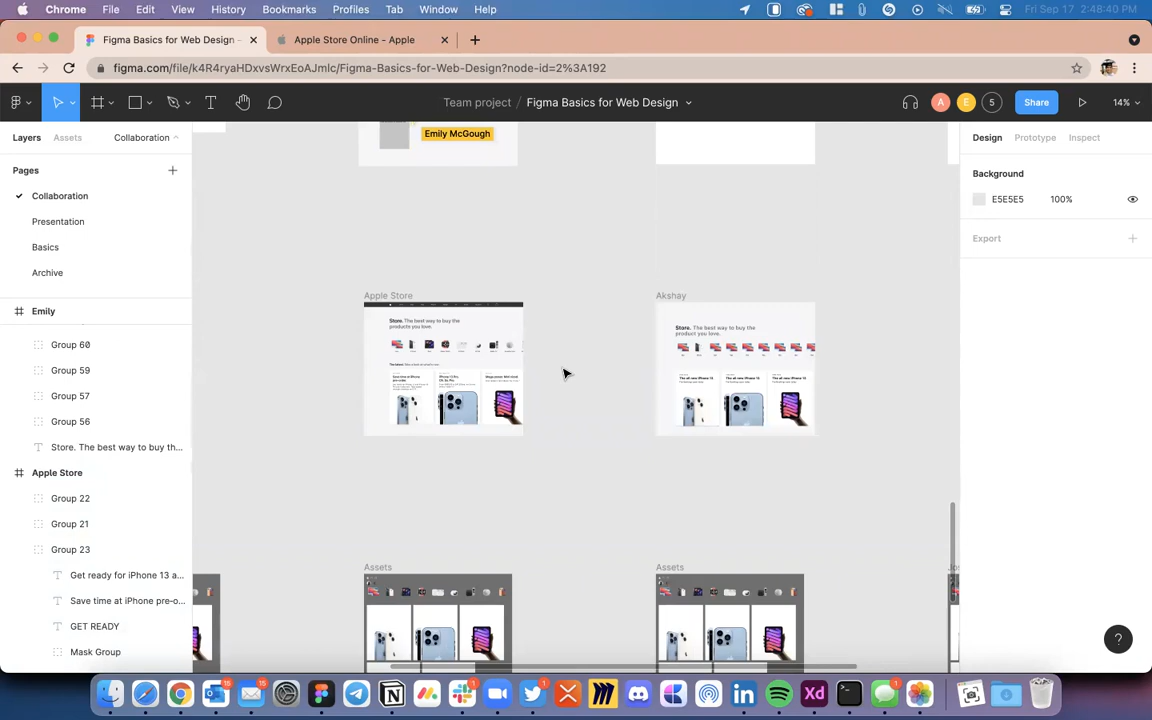 Chrome File Edit View History Bookmarks Profiles Tab Window Help Fri Sep 17 2:48:40 PM
Figma Basics for Web Design - Apple Store Online - Apple
figma.com/file/k4R4ryaHDxvsWrxEoAJmlc/Figma-Basics-for-Web-Design?node-id=2%3A192
Team project / Figma Basics for Web Design A E 5 Share 14%
Layers Assets Collaboration
Pages
Collaboration
Presentation
Basics
Archive
Emily
Group 60
Group 59
Group 57
Group 56
Store. The best way to buy th...
Apple Store
Group 22
Group 21
Group 23
Get ready for iPhone 13 a...
Save time at iPhone pre-o...
GET READY
Mask Group
Emily McGough
Apple Store
Store. The best way to buy the
products you love.
Akshay
Store. The best way to buy the
products you love.
Assets
Assets
Design Prototype Inspect
Background
E5E5E5 100%
Export
?